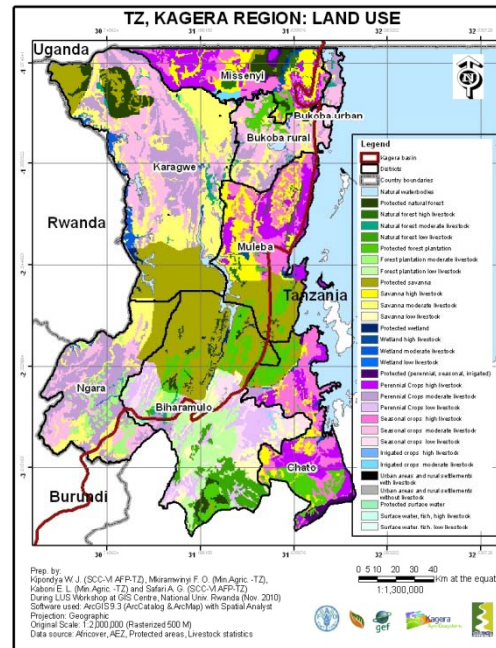 TZ, KAGERA REGION: LAND USE
Uganda
Missenyi
Bukoba urban
Bukoba rural
Karagwe
Rwanda
Muleba
Tanzania
Ngara
Biharamulo
Chato
Burundi
Legend
Kagera basin
Districts
Country boundaries
Natural waterbodies
Protected natural forest
Natural forest high livestock
Natural forest moderate livestock
Natural forest low livestock
Protected forest plantation
Forest plantation moderate livestock
Forest plantation low livestock
Protected savanna
Savanna high livestock
Savanna moderate livestock
Savanna low livestock
Protected wetland
Wetland high livestock
Wetland moderate livestock
Wetland low livestock
Protected (perennial, seasonal, irrigated)
Perennial Crops high livestock
Perennial Crops moderate livestock
Perennial Crops low livestock
Seasonal crops high livestock
Seasonal crops moderate livestock
Seasonal crops low livestock
Irrigated crops high livestock
Irrigated crops moderate livestock
Urban areas and rural settlements
with livestock
Urban areas and rural settlements
without livestock
Protected surface water
Surface water, fish, high livestock
Surface water, fish, low livestock
Prep. by:
Kipondya W. J. (SCC-VI AFP-TZ), Mkiramwinyi F. O. (Min.Agric. -TZ),
Kaboni E. L. (Min.Agric. -TZ) and Safari A. G. (SCC-VI AFP-TZ)
During LUS Workshop at GIS Centre, National Univ. Rwanda (Nov. 2010)
Software used: ArcGIS 9.3 (ArcCatalog & ArcMap) with Spatial Analyst
Projection: Geographic
Original Scale: 1:2,000,000 (Rasterized 500 M)
Data source: Africover, AEZ, Protected areas, Livestock statistics
0 5 10 20 30 40
Km at the equat
1:1,300,000
gef
Kagera